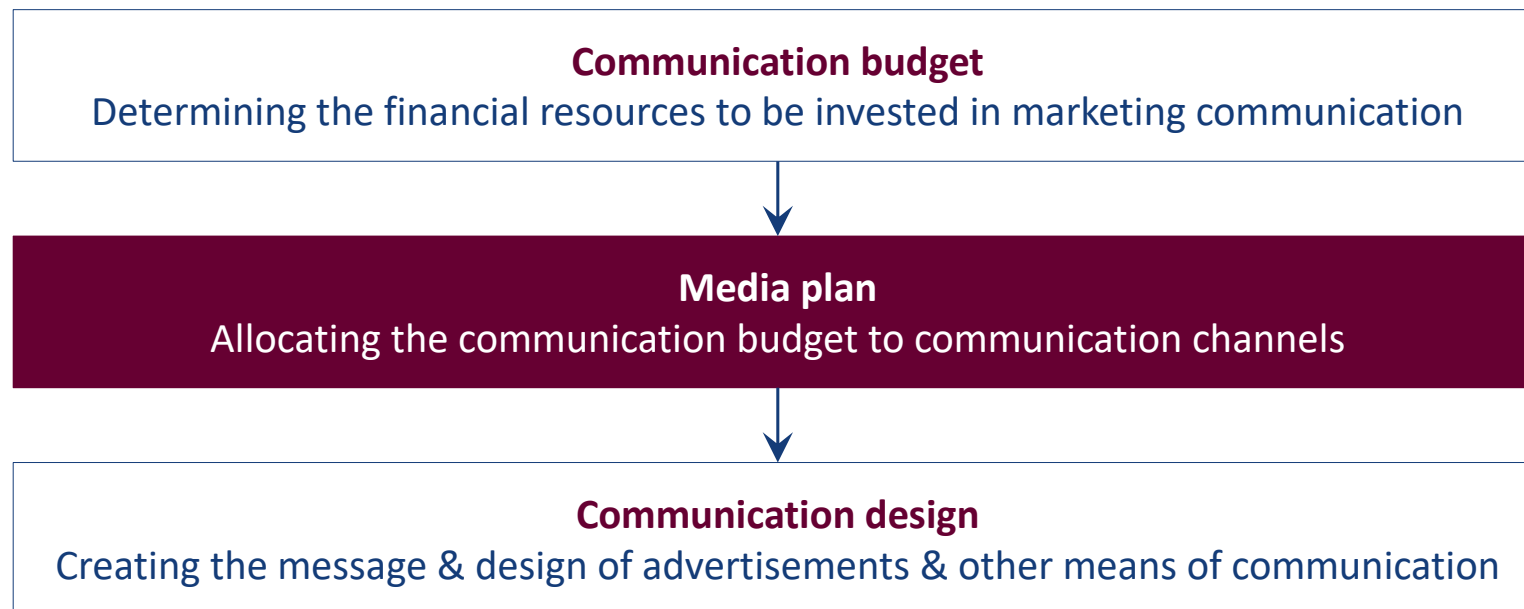 Communication budget
Determining the financial resources to be invested in marketing communication
Media plan
Allocating the communication budget to communication channels
Communication design
Creating the message & design of advertisements & other means of communication